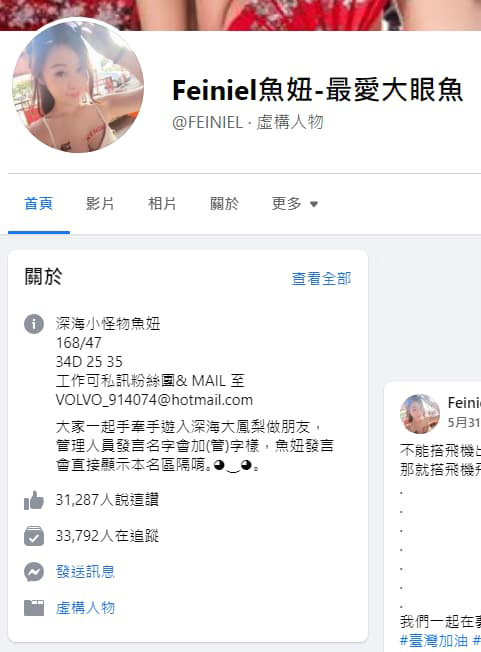 Feiniel魚妞-最愛大眼魚
@FEINIEL · 虛構人物
首頁
影片
相片
關於
更多
關於
查看全部
深海小怪物魚妞
168/47
34D 25 35
工作可私訊粉絲團& MAIL 至
VOLVO_914074@hotmail.com
大家一起手牽手遊入深海大鳳梨做朋友，
管理人員發言名字會加(管)字樣，魚妞發言
會直接顯示本名區隔唷｡◕‿◕｡
31,287人說這讚
33,792人在追蹤
發送訊息
虛構人物
Feini
5月31
不能搭飛機出
那就搭飛機飛
.
.
.
.
.
.
.
我們一起在
#臺灣加油 #